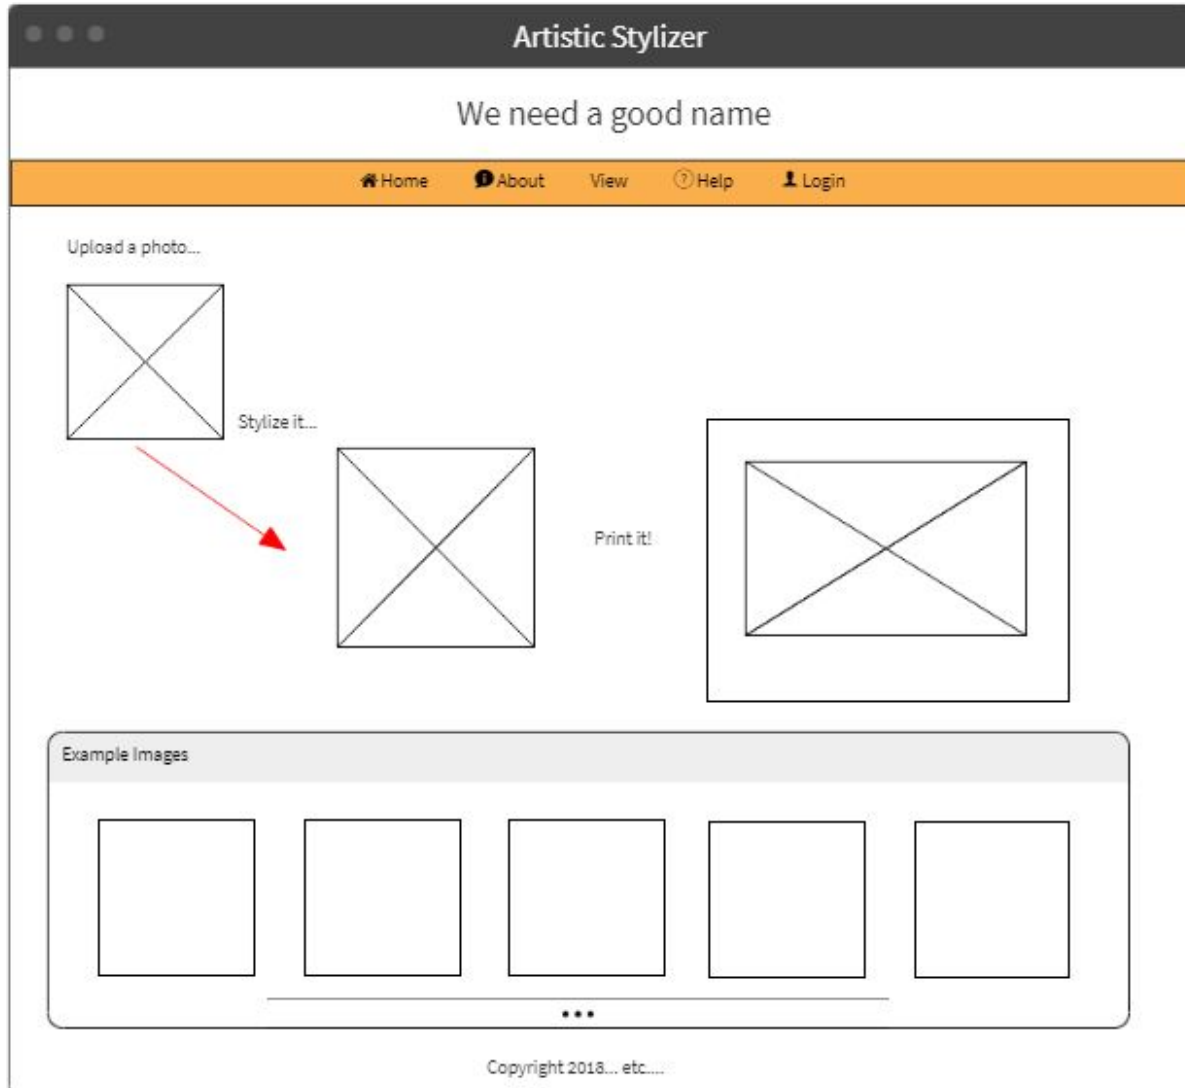 Artistic Stylizer
We need a good name
Home About View Help Login
Upload a photo...
Stylize it...
Print it!
Example Images
Copyright 2018... etc....